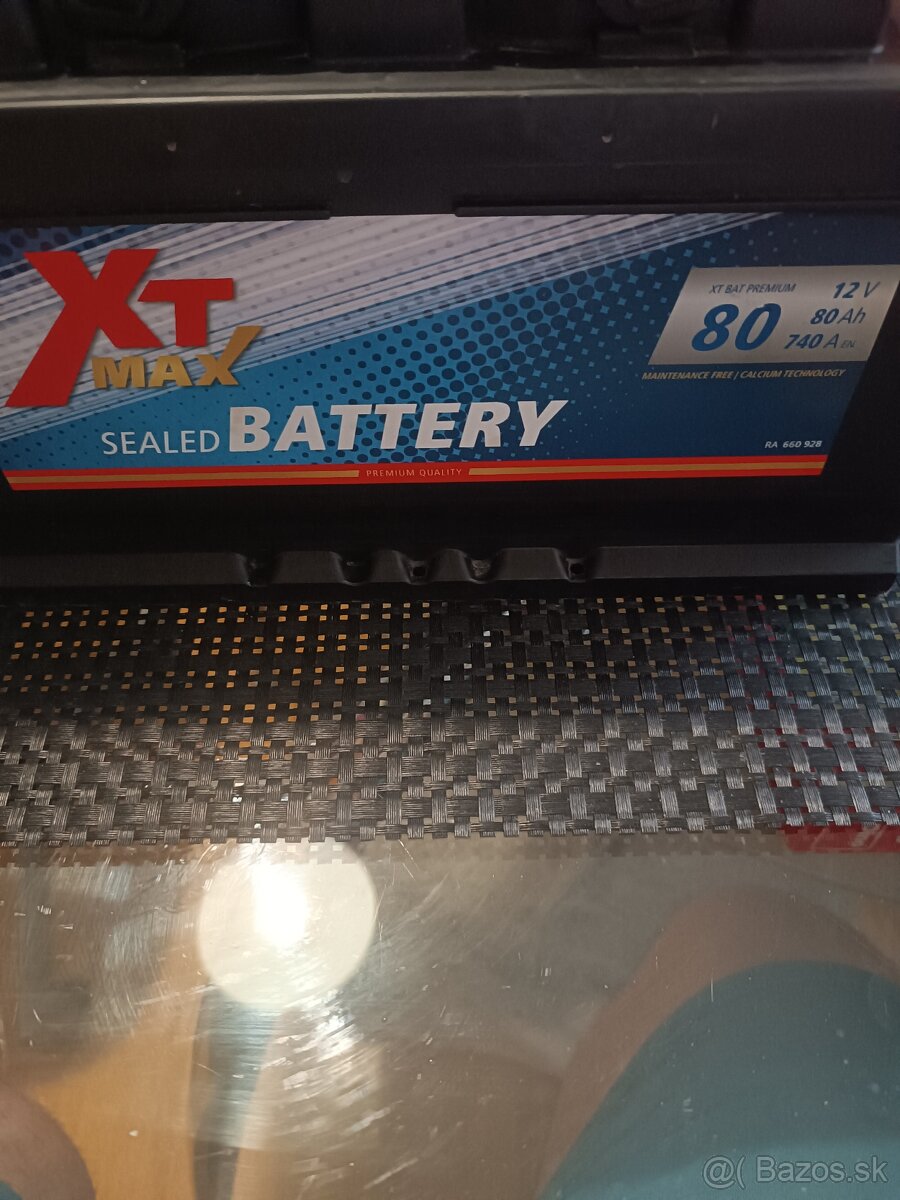 XT
MAX
SEALED BATTERY
XT BAT PREMIUM
80
12 V
80 Ah
740 A EN
MAINTENANCE FREE / CALCIUM TECHNOLOGY
RA 660 928
PREMIUM QUALITY
@( Bazos.sk